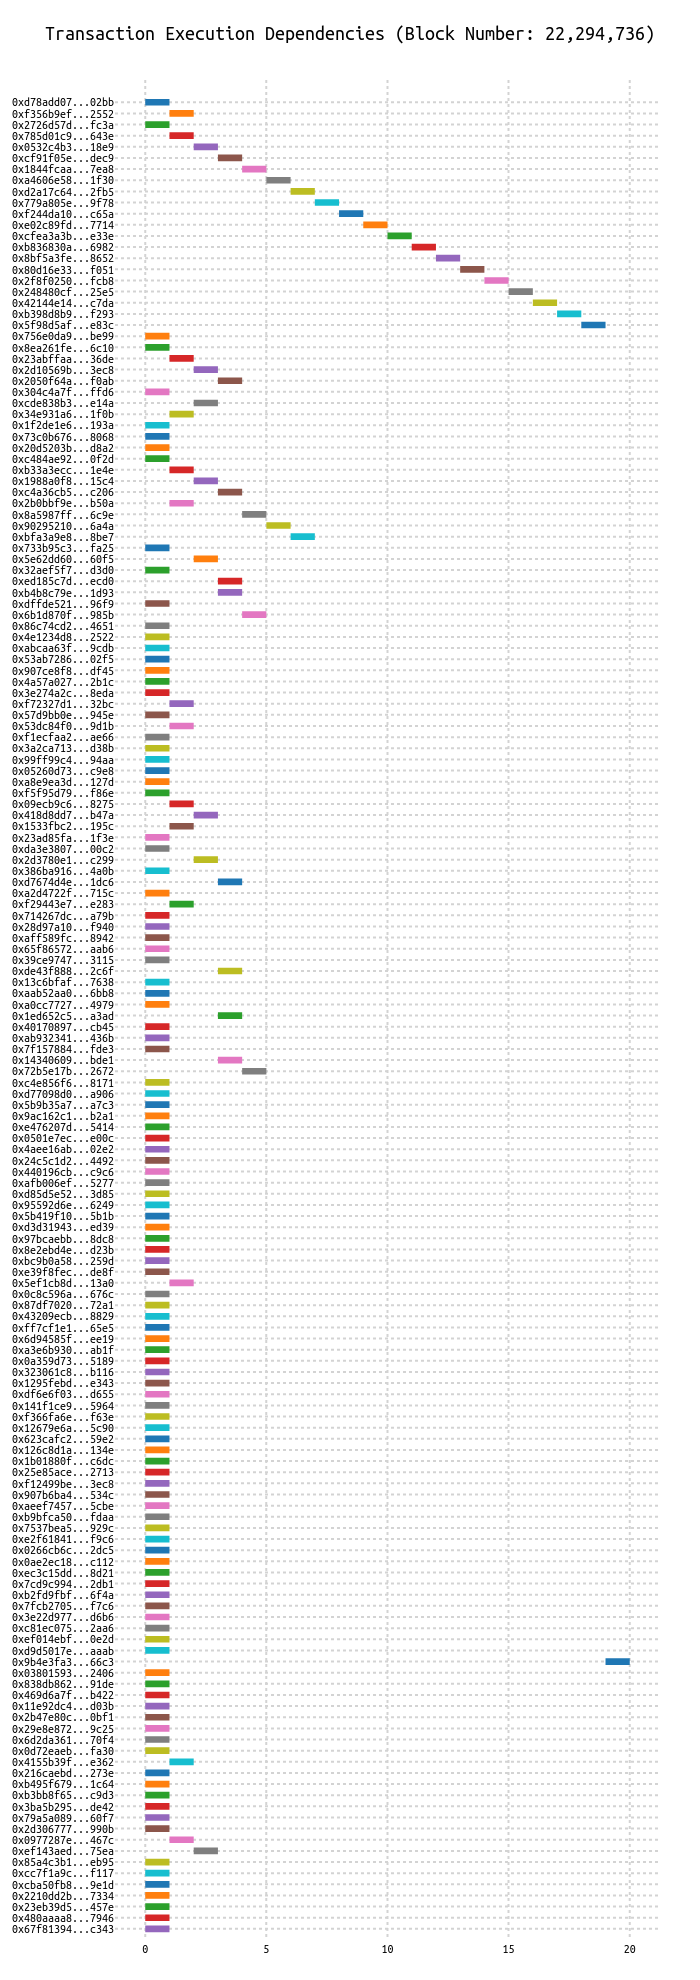 Transaction Execution Dependencies (Block Number: 22,294,736)
0xd78add07...02bb
0xf356b9ef...2552
0x2726d57d...fc3a
0x785d01c9...643e
0x0532c4b3...18e9
0xcf91f05e...dec9
0x1844fcaa...7ea8
0xa4606e58...1f30
0xd2a17c64...2fb5
0x779a805e...9f78
0xf244da10...c65a
0xe02c89fd...7714
0xcfea3a3b...e33e
0xb836830a...6982
0x8bf5a3fe...8652
0x80d16e33...f051
0x2f8f0250...fcb8
0x248480cf...25e5
0x42144e14...c7da
0xb398d8b9...f293
0x5f98d5af...e83c
0x756e0da9...be99
0x8ea261fe...6c10
0x23abffaa...36de
0x2d10569b...3ec8
0x2050f64a...f0ab
0x304c4a7f...ffd6
0xcde838b3...e14a
0x34e931a6...1f0b
0x1f2de1e6...193a
0x73c0b676...8068
0x20d5203b...d8a2
0xc484ae92...0f2d
0xb33a3ecc...1e4e
0x1988a0f8...15c4
0xc4a36cb5...c206
0x2b0bbf9e...b50a
0x8a5987ff...6c9e
0x90295210...6a4a
0xbfa3a9e8...8be7
0x733b95c3...fa25
0x5e62dd60...60f5
0x32aef5f7...d3d0
0xed185c7d...ecd0
0xb4b8c79e...1d93
0xdffde521...96f9
0x6b1d870f...985b
0x86c74cd2...4651
0x4e1234d8...2522
0xabcaa63f...9cdb
0x53ab7286...02f5
0x907ce8f8...df45
0x4a57a027...2b1c
0x3e274a2c...8eda
0xf72327d1...32bc
0x57d9bb0e...945e
0x53dc84f0...9d1b
0xf1ecfaa2...ae66
0x3a2ca713...d38b
0x99ff99c4...94aa
0x05260d73...c9e8
0xa8e9ea3d...127d
0xf5f95d79...f86e
0x09ecb9c6...8275
0x418d8dd7...b47a
0x1533fbc2...195c
0x23ad85fa...1f3e
0xda3e3807...00c2
0x2d3780e1...c299
0x386ba916...4a0b
0xd7674d4e...1dc6
0xa2d4722f...715c
0xf29443e7...e283
0x714267dc...a79b
0x28d97a10...f940
0xaff589fc...8942
0x65f86572...aab6
0x39ce9747...3115
0xde43f888...2c6f
0x13c6bfaf...7638
0xaab52aa0...6bb8
0xa0cc7727...4979
0x1ed652c5...a3ad
0x40170897...cb45
0xab932341...436b
0x7f157884...fde3
0x14340609...bde1
0x72b5e17b...2672
0xc4e856f6...8171
0xd77098d0...a906
0x5b9b35a7...a7c3
0x9ac162c1...b2a1
0xe476207d...5414
0x0501e7ec...e00c
0x4aee16ab...02e2
0x24c5c1d2...4492
0x440196cb...c9c6
0xafb006ef...5277
0xd85d5e52...3d85
0x95592d6e...6249
0x5b419f10...5b1b
0xd3d31943...ed39
0x97bcaebb...8dc8
0x8e2ebd4e...d23b
0xbc9b0a58...259d
0xe39f8fec...de8f
0x5ef1cb8d...13a0
0x0c8c596a...676c
0x87df7020...72a1
0x43209ecb...8829
0xff7cf1e1...65e5
0x6d94585f...ee19
0xa3e6b930...ab1f
0x0a359d73...5189
0x323061c8...b116
0x1295febd...e343
0xdf6e6f03...d655
0x141f1ce9...5964
0xf366fa6e...f63e
0x12679e6a...5c90
0x623cafc2...59e2
0x126c8d1a...134e
0x1b01880f...c6dc
0x25e85ace...2713
0xf12499be...3ec8
0x907b6ba4...534c
0xaeef7457...5cbe
0xb9bfca50...fdaa
0x7537bea5...929c
0xe2f61841...f9c6
0x0266cb6c...2dc5
0x0ae2ec18...c112
0xec3c15dd...8d21
0x7cd9c994...2db1
0xb2fd9fbf...6f4a
0x7fcb2705...f7c6
0x3e22d977...d6b6
0xc81ec075...2aa6
0xef014ebf...0e2d
0xd9d5017e...aaab
0x9b4e3fa3...66c3
0x03801593...2406
0x838db862...91de
0x469d6a7f...b422
0x11e92dc4...d03b
0x2b47e80c...0bf1
0x29e8e872...9c25
0x6d2da361...70f4
0x0d72eaeb...fa30
0x4155b39f...e362
0x216caebd...273e
0xb495f679...1c64
0xb3bb8f65...c9d3
0x3ba5b295...de42
0x79a5a089...60f7
0x2d306777...990b
0x0977287e...467c
0xef143aed...75ea
0x85a4c3b1...eb95
0xcc7f1a9c...f117
0xcba50fb8...9e1d
0x2210dd2b...7334
0x23eb39d5...457e
0x480aaaa8...7946
0x67f81394...c343
0 5 10 15 20